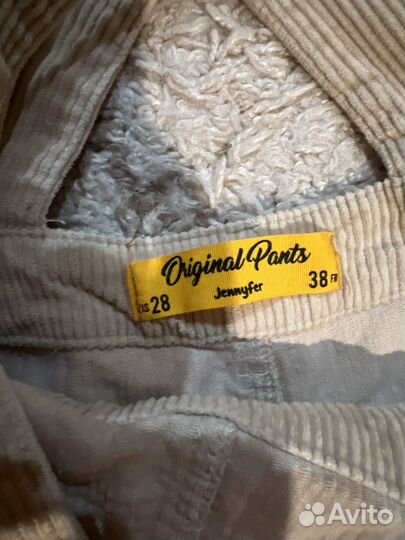 Original Pants
Jennyfer
US 28
38 FR
Avito